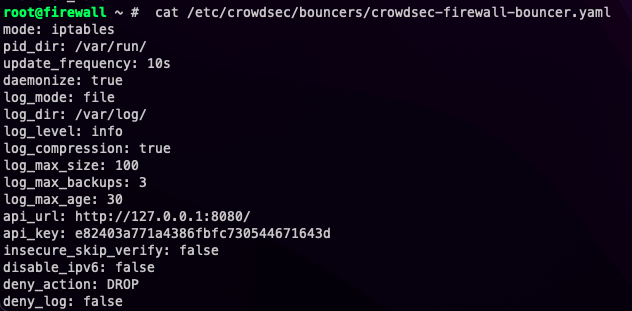 root@firewall ~ #  cat /etc/crowdsec/bouncers/crowdsec-firewall-bouncer.yaml
mode: iptables
pid_dir: /var/run/
update_frequency: 10s
daemonize: true
log_mode: file
log_dir: /var/log/
log_level: info
log_compression: true
log_max_size: 100
log_max_backups: 3
log_max_age: 30
api_url: http://127.0.0.1:8080/
api_key: e82403a771a4386fbfc730544671643d
insecure_skip_verify: false
disable_ipv6: false
deny_action: DROP
deny_log: false